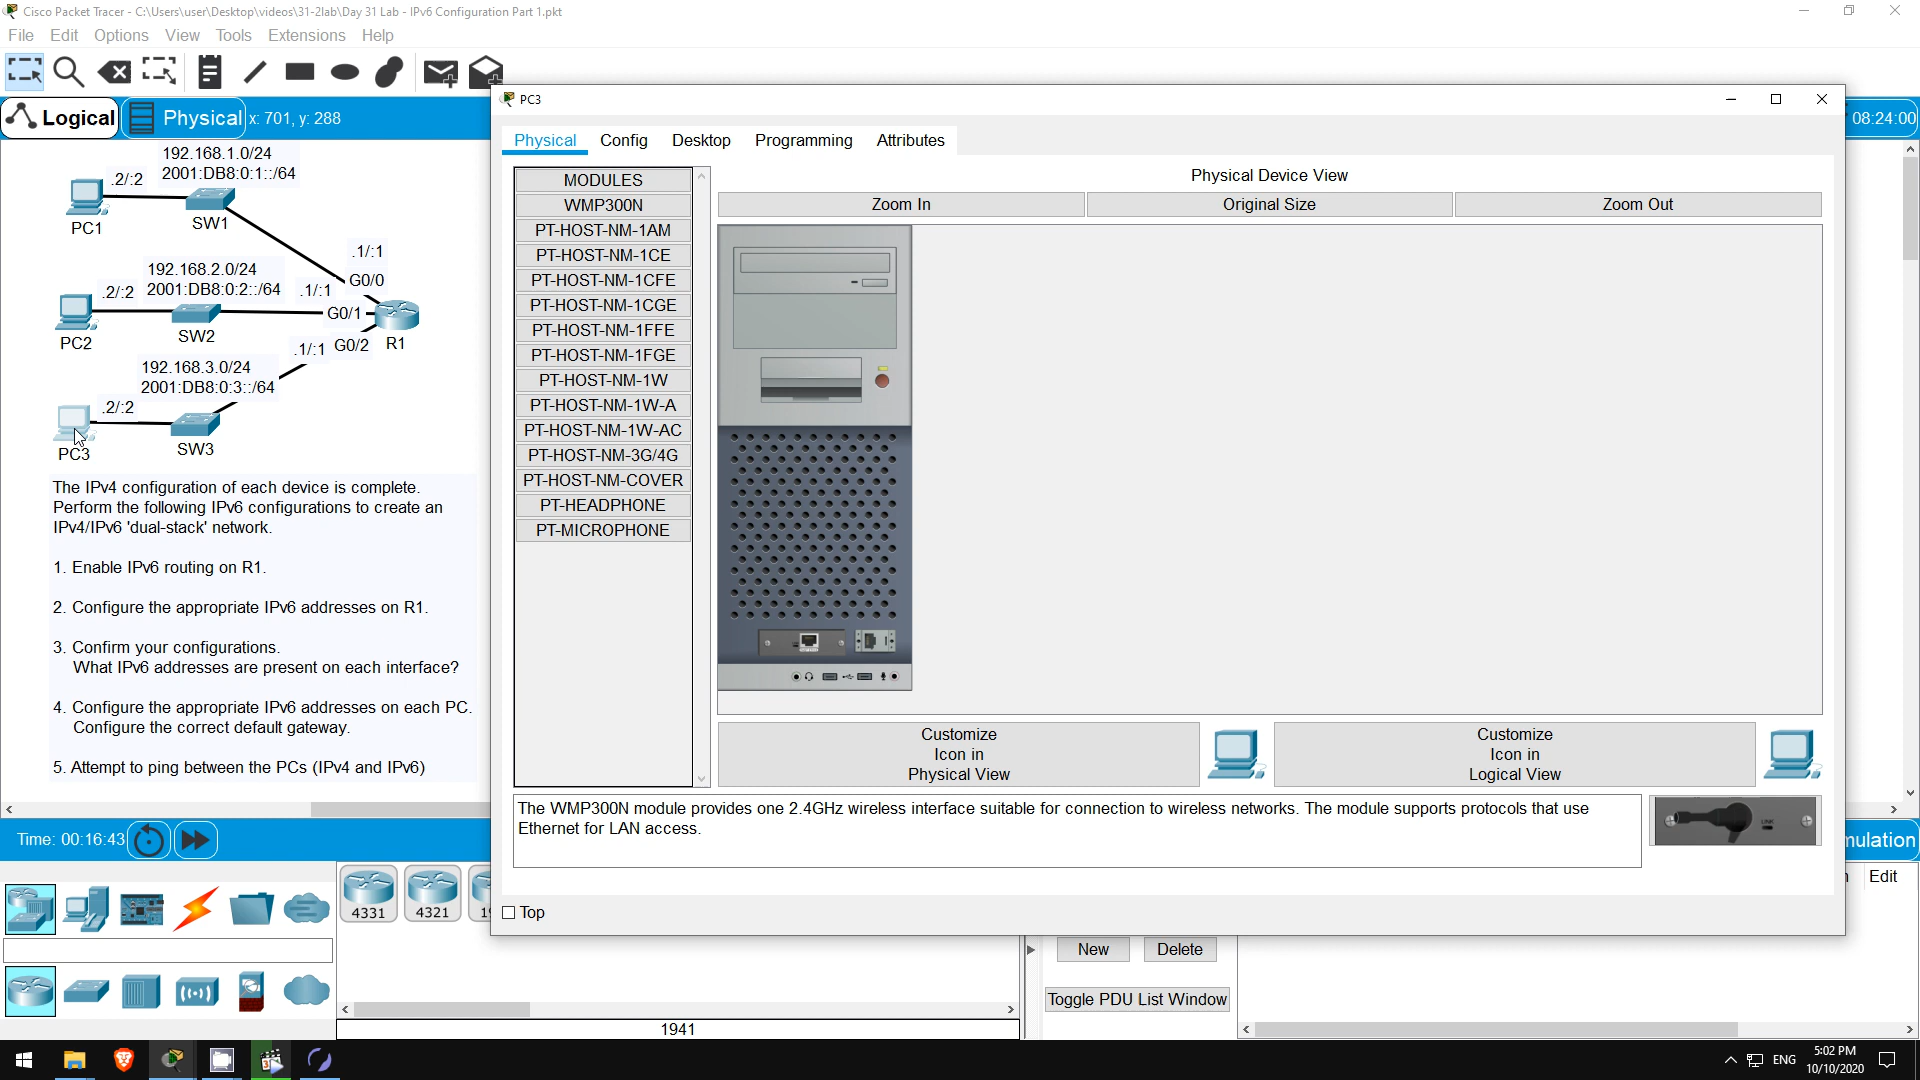 Cisco Packet Tracer - C:\Users\user\Desktop\videos\31-2lab\Day 31 Lab - IPv6 Configuration Part 1.pkt
File Edit Options View Tools Extensions Help
Logical Physical x: 701, y: 288
08:24:00
192.168.1.0/24
2001:DB8:0:1::/64
.2/:2
PC1
SW1
.1/:1
G0/0
192.168.2.0/24
2001:DB8:0:2::/64
.2/:2
.1/:1
G0/1
PC2
SW2
R1
.1/:1
G0/2
192.168.3.0/24
2001:DB8:0:3::/64
.2/:2
PC3
SW3
The IPv4 configuration of each device is complete.
Perform the following IPv6 configurations to create an
IPv4/IPv6 'dual-stack' network.
1. Enable IPv6 routing on R1.
2. Configure the appropriate IPv6 addresses on R1.
3. Confirm your configurations.
What IPv6 addresses are present on each interface?
4. Configure the appropriate IPv6 addresses on each PC.
Configure the correct default gateway.
5. Attempt to ping between the PCs (IPv4 and IPv6)
PC3
Physical Config Desktop Programming Attributes
MODULES
WMP300N
PT-HOST-NM-1AM
PT-HOST-NM-1CE
PT-HOST-NM-1CFE
PT-HOST-NM-1CGE
PT-HOST-NM-1FFE
PT-HOST-NM-1FGE
PT-HOST-NM-1W
PT-HOST-NM-1W-A
PT-HOST-NM-1W-AC
PT-HOST-NM-3G/4G
PT-HOST-NM-COVER
PT-HEADPHONE
PT-MICROPHONE
Physical Device View
Zoom In Original Size Zoom Out
Customize
Icon in
Physical View
Customize
Icon in
Logical View
The WMP300N module provides one 2.4GHz wireless interface suitable for connection to wireless networks. The module supports protocols that use
Ethernet for LAN access.
Top
Time: 00:16:43
mulation
4331
4321
19
1941
New Delete
Toggle PDU List Window
Edit
ENG
5:02 PM
10/10/2020